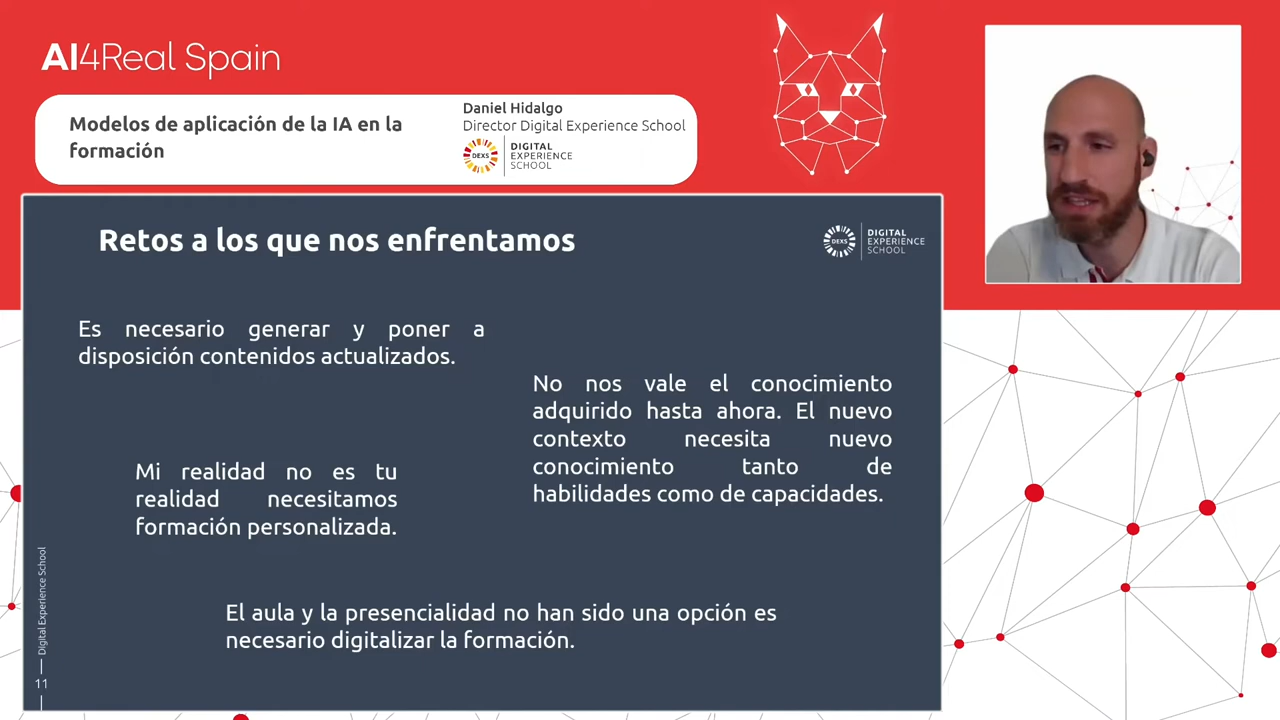 AI4Real Spain
Modelos de aplicación de la IA en la
formación
Daniel Hidalgo
Director Digital Experience School
DEXS
DIGITAL
EXPERIENCE
SCHOOL
Retos a los que nos enfrentamos
DEXS
DIGITAL
EXPERIENCE
SCHOOL
Es necesario generar y poner a
disposición contenidos actualizados.
No nos vale el conocimiento
adquirido hasta ahora. El nuevo
contexto necesita nuevo
conocimiento tanto de
habilidades como de capacidades.
Mi realidad no es tu
realidad necesitamos
formación personalizada.
El aula y la presencialidad no han sido una opción es
necesario digitalizar la formación.
Digital Experience School
11